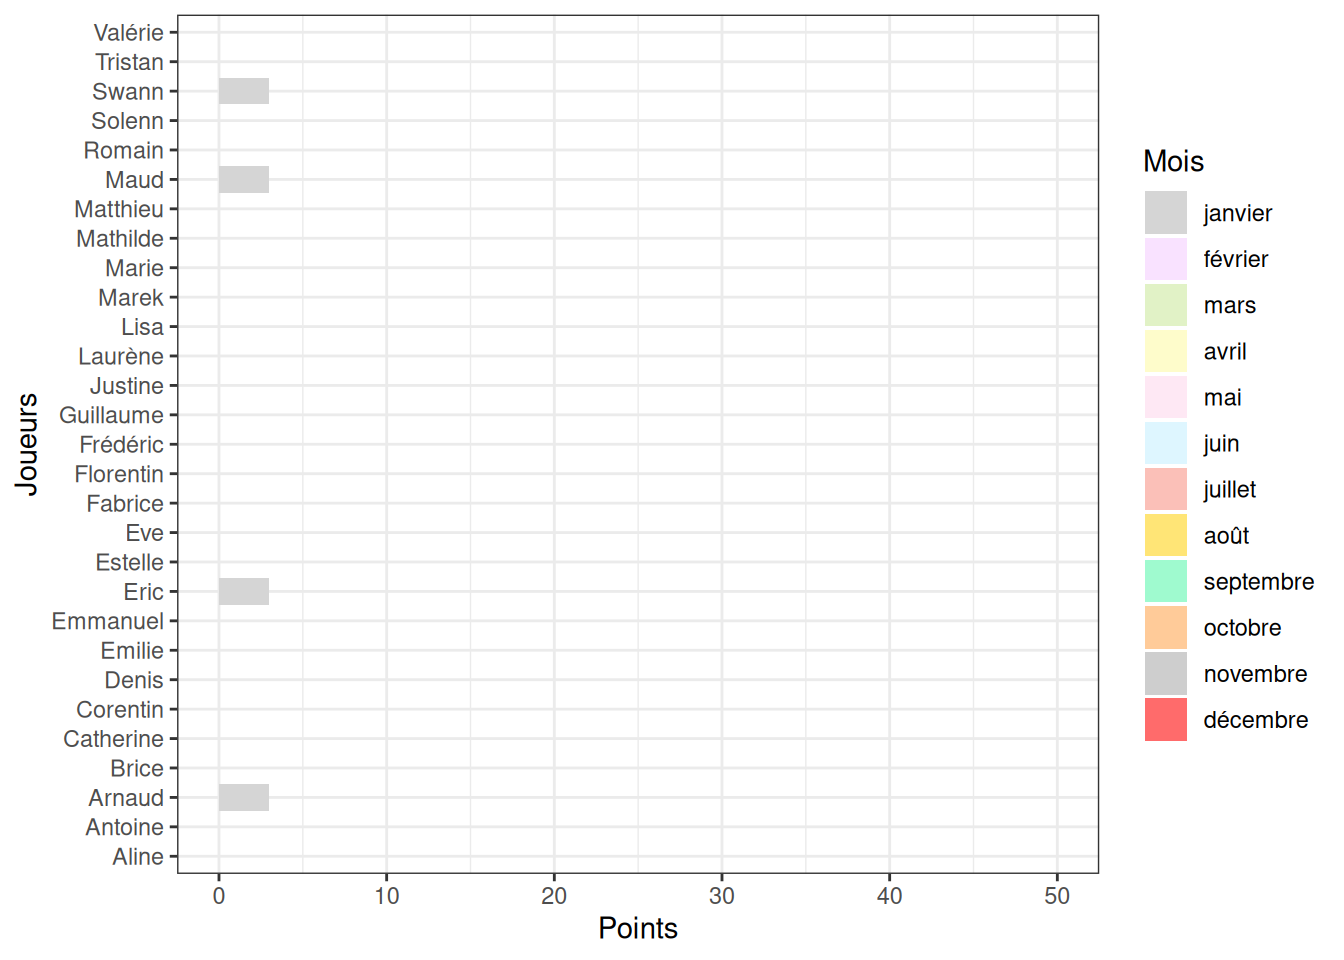 Valérie
Tristan
Swann
Solenn
Romain
Maud
Matthieu
Mathilde
Marie
Marek
Lisa
Laurène
Justine
Guillaume
Frédéric
Florentin
Fabrice
Eve
Estelle
Eric
Emmanuel
Emilie
Denis
Corentin
Catherine
Brice
Arnaud
Antoine
Aline
Joueurs
0 10 20 30 40 50
Points
Mois
janvier
février
mars
avril
mai
juin
juillet
août
septembre
octobre
novembre
décembre